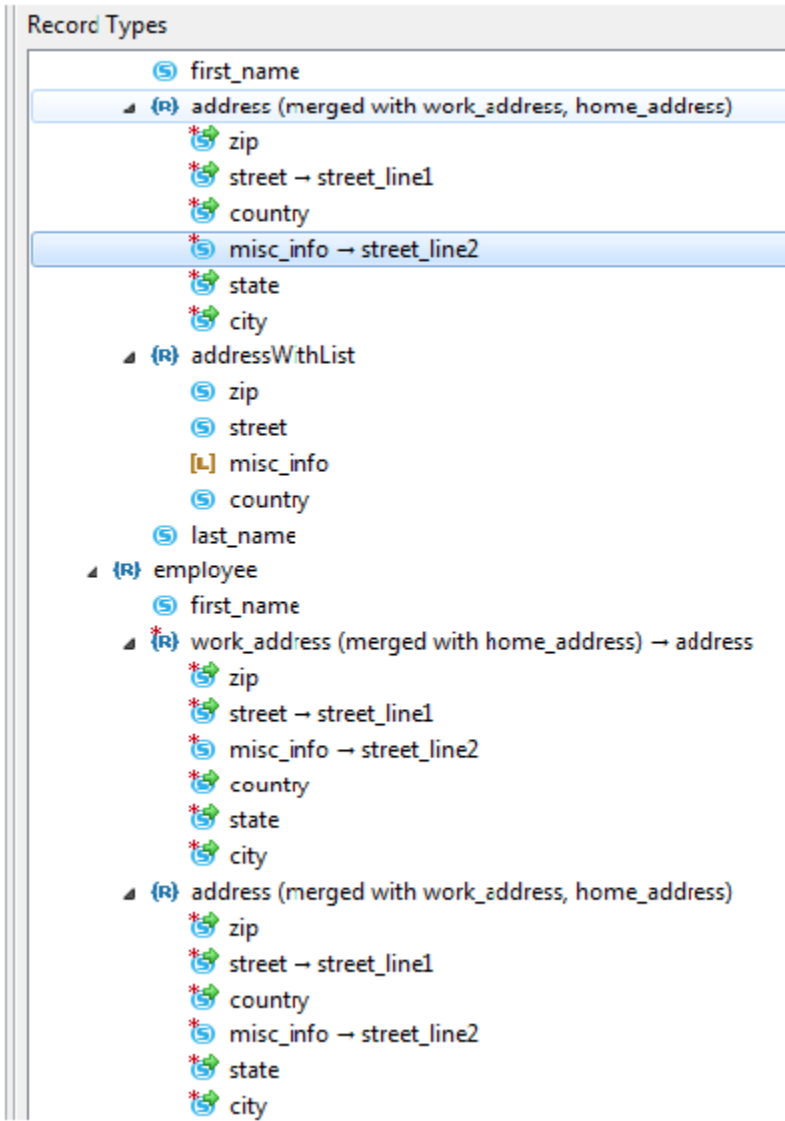 Record Types
first_name
{R} address (merged with work_address, home_address)
zip
street → street_line1
country
misc_info → street_line2
state
city
{R} addressWithList
zip
street
[L] misc_info
country
last_name
{R} employee
first_name
{R} work_address (merged with home_address) → address
zip
street → street_line1
misc_info → street_line2
country
state
city
{R} address (merged with work_address, home_address)
zip
street → street_line1
country
misc_info → street_line2
state
city